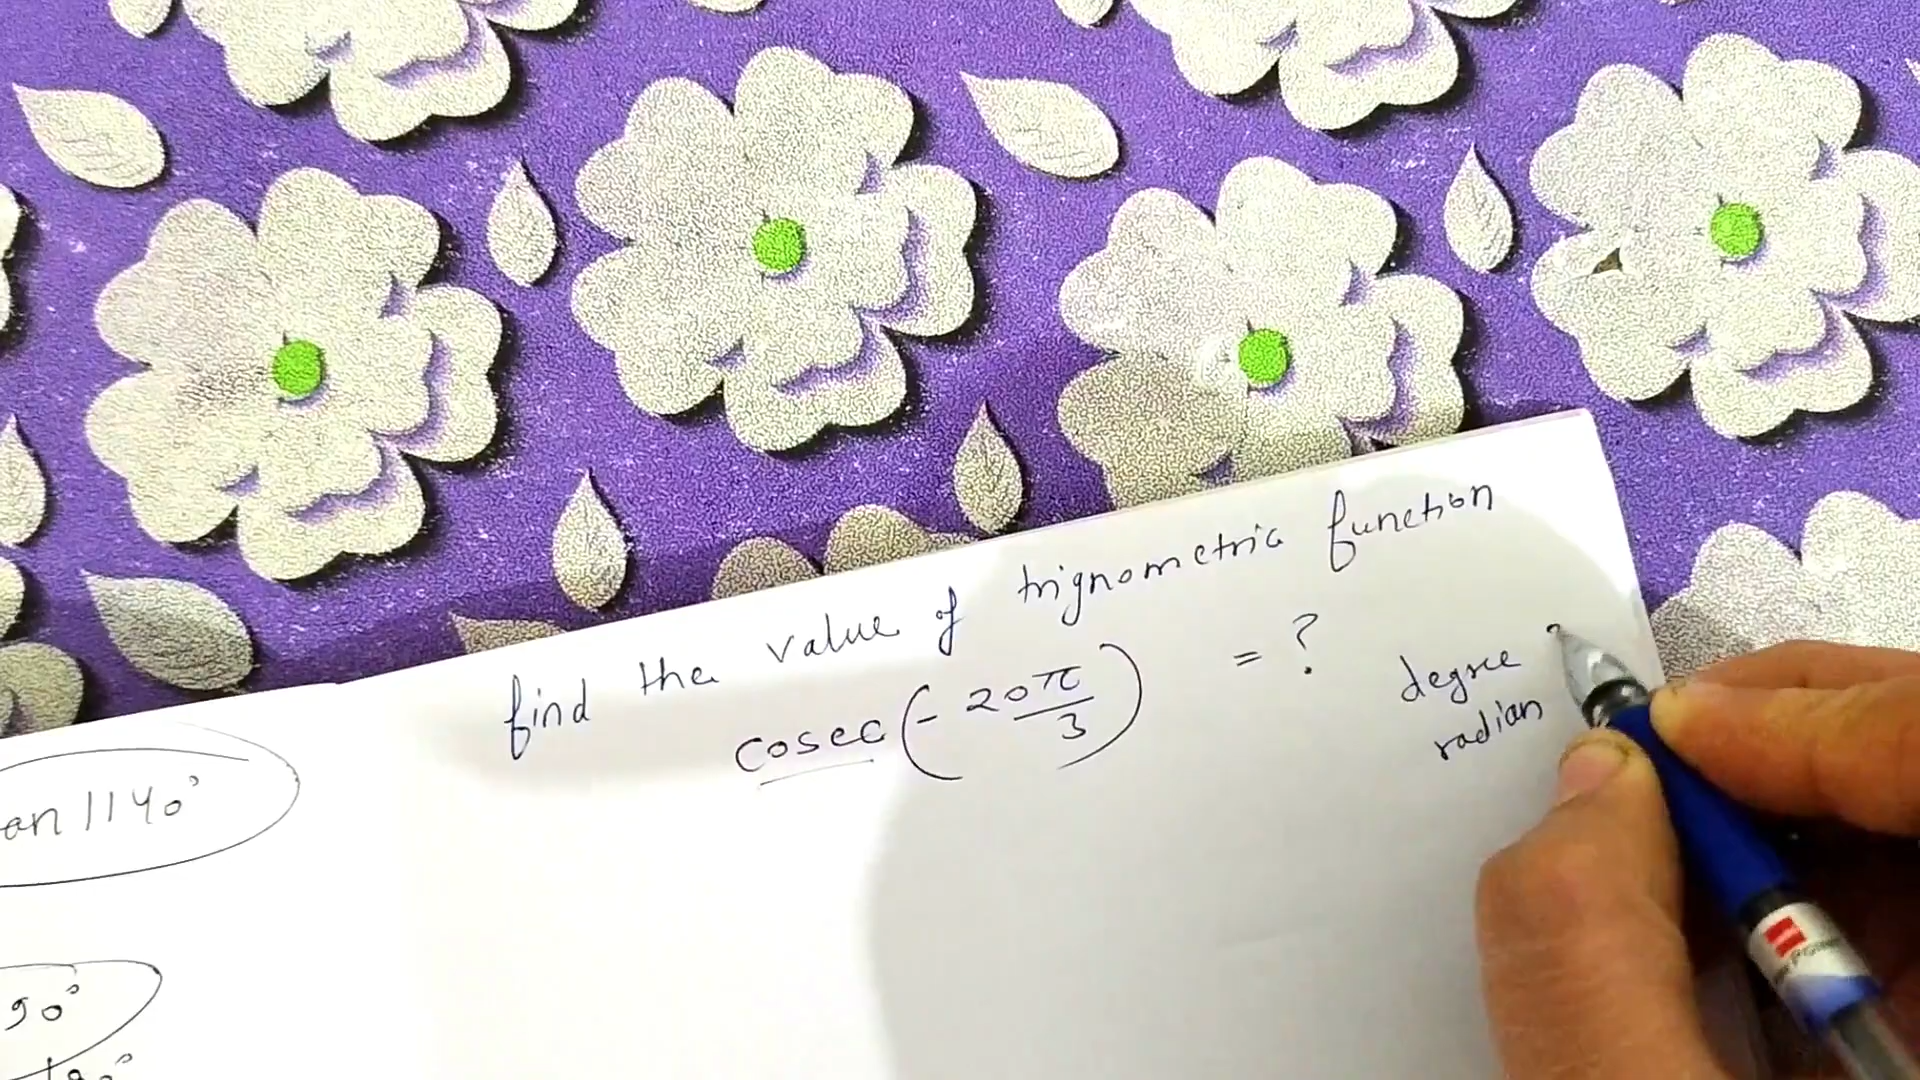 find the value of trignometric function
cosec (- 20π/3) = ?
degree °
radian
an 1140°
90°